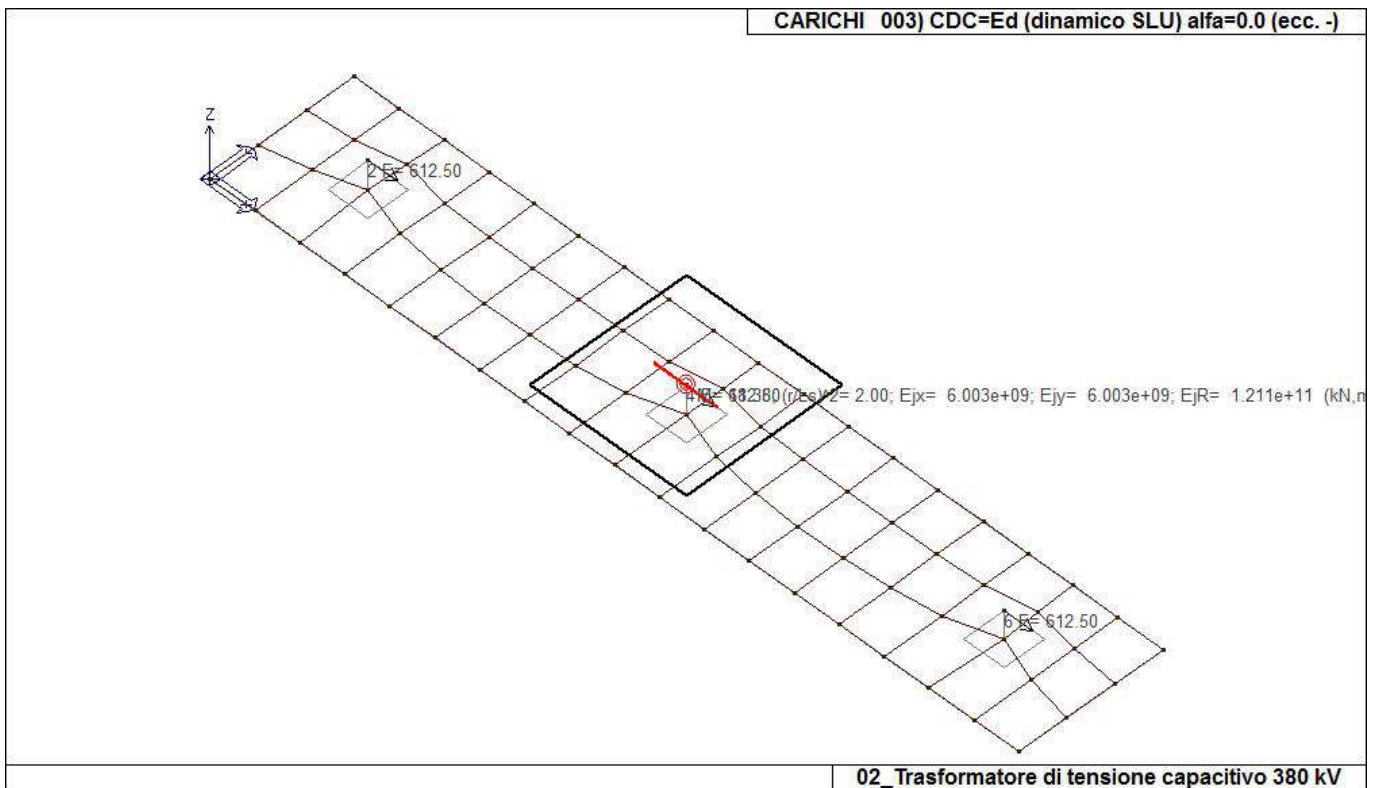 CARICHI 003) CDC=Ed (dinamico SLU) alfa=0.0 (ecc. -)
Z
2 E= 612.50
2= 2.00; Ejx= 6.003e+09; Ejy= 6.003e+09; EjR= 1.211e+11 (kN,
6 E= 612.50
02_Trasformatore di tensione capacitivo 380 kV